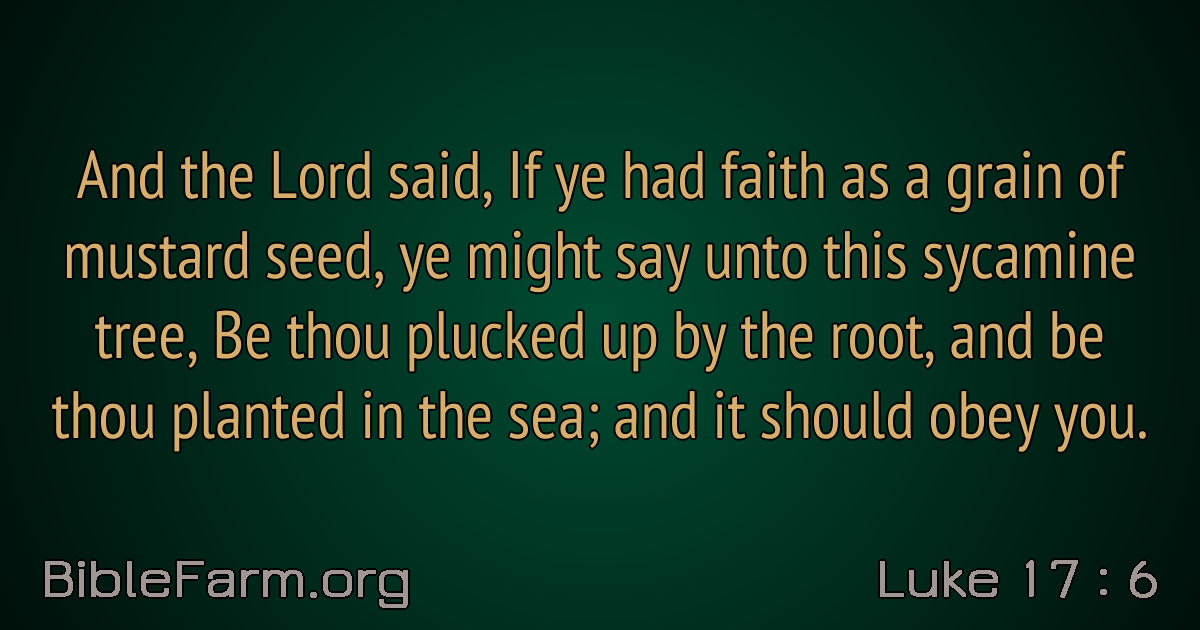 And the Lord said, If ye had faith as a grain of
mustard seed, ye might say unto this sycamine
tree, Be thou plucked up by the root, and be
thou planted in the sea; and it should obey you.
BibleFarm.org
Luke 17 : 6